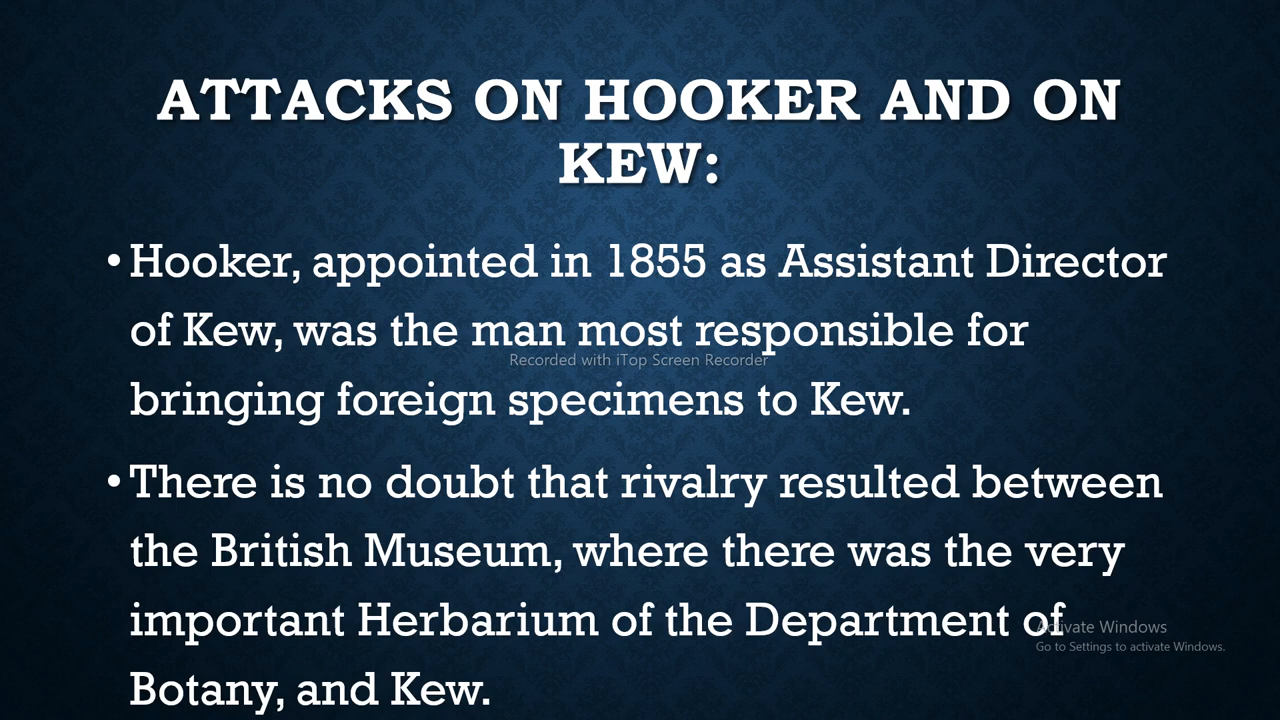 ATTACKS ON HOOKER AND ON
KEW:
• Hooker, appointed in 1855 as Assistant Director
of Kew, was the man most responsible for
Recorded with iTop Screen Recorder
bringing foreign specimens to Kew.
• There is no doubt that rivalry resulted between
the British Museum, where there was the very
important Herbarium of the Department of
Activate Windows
Go to Settings to activate Windows.
Botany, and Kew.